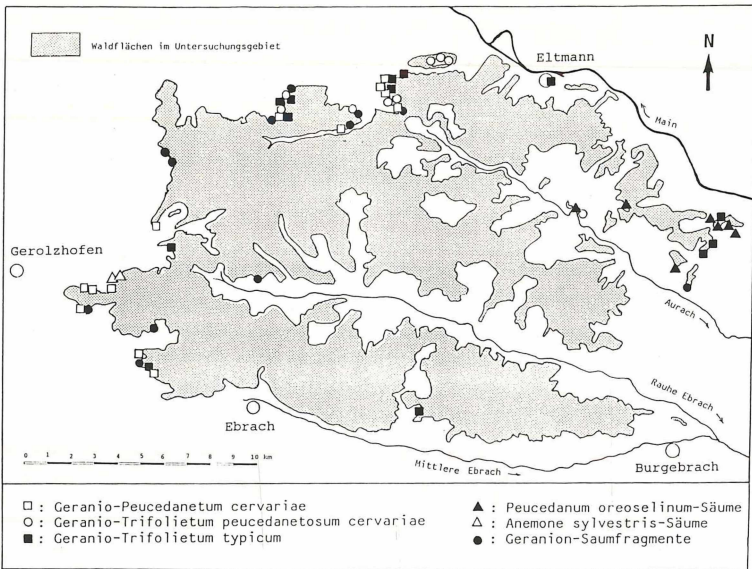 Waldflächen im Untersuchungsgebiet
Eltmann
N
Main
Gerolzhofen
Aurach
Rauhe Ebrach
Ebrach
Mittlere Ebrach
Burgebrach
0 1 2 3 4 5 6 7 8 9 10 km
□ : Geranio-Peucedanetum cervariae
○ : Geranio-Trifolietum peucedanetosum cervariae
■ : Geranio-Trifolietum typicum
▲ : Peucedanum oreoselinum-Säume
△ : Anemone sylvestris-Säume
● : Geranion-Saumfragmente